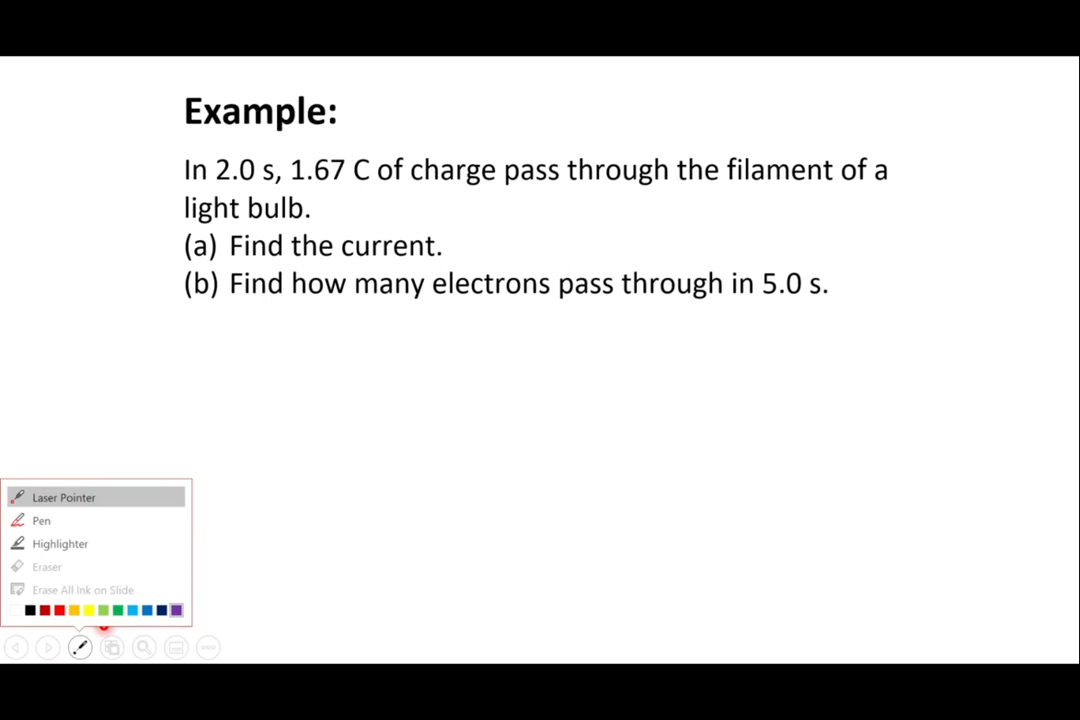 Example:
In 2.0 s, 1.67 C of charge pass through the filament of a
light bulb.
(a) Find the current.
(b) Find how many electrons pass through in 5.0 s.
Laser Pointer
Pen
Highlighter
Eraser
Erase All Ink on Slide